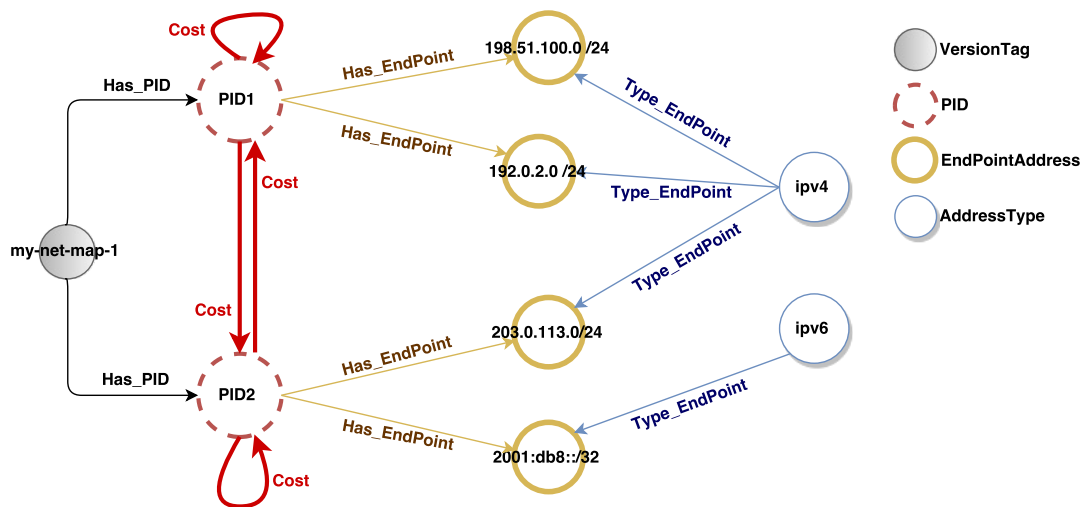 Cost
198.51.100.0 /24
Has_EndPoint
VersionTag
Has_PID
PID1
Type_EndPoint
PID
Has_EndPoint
EndPointAddress
192.0.2.0 /24
Cost
Type_EndPoint
ipv4
AddressType
my-net-map-1
Type_EndPoint
Cost
203.0.113.0/24
ipv6
Has_EndPoint
Has_PID
PID2
Type_EndPoint
Has_EndPoint
2001:db8::/32
Cost